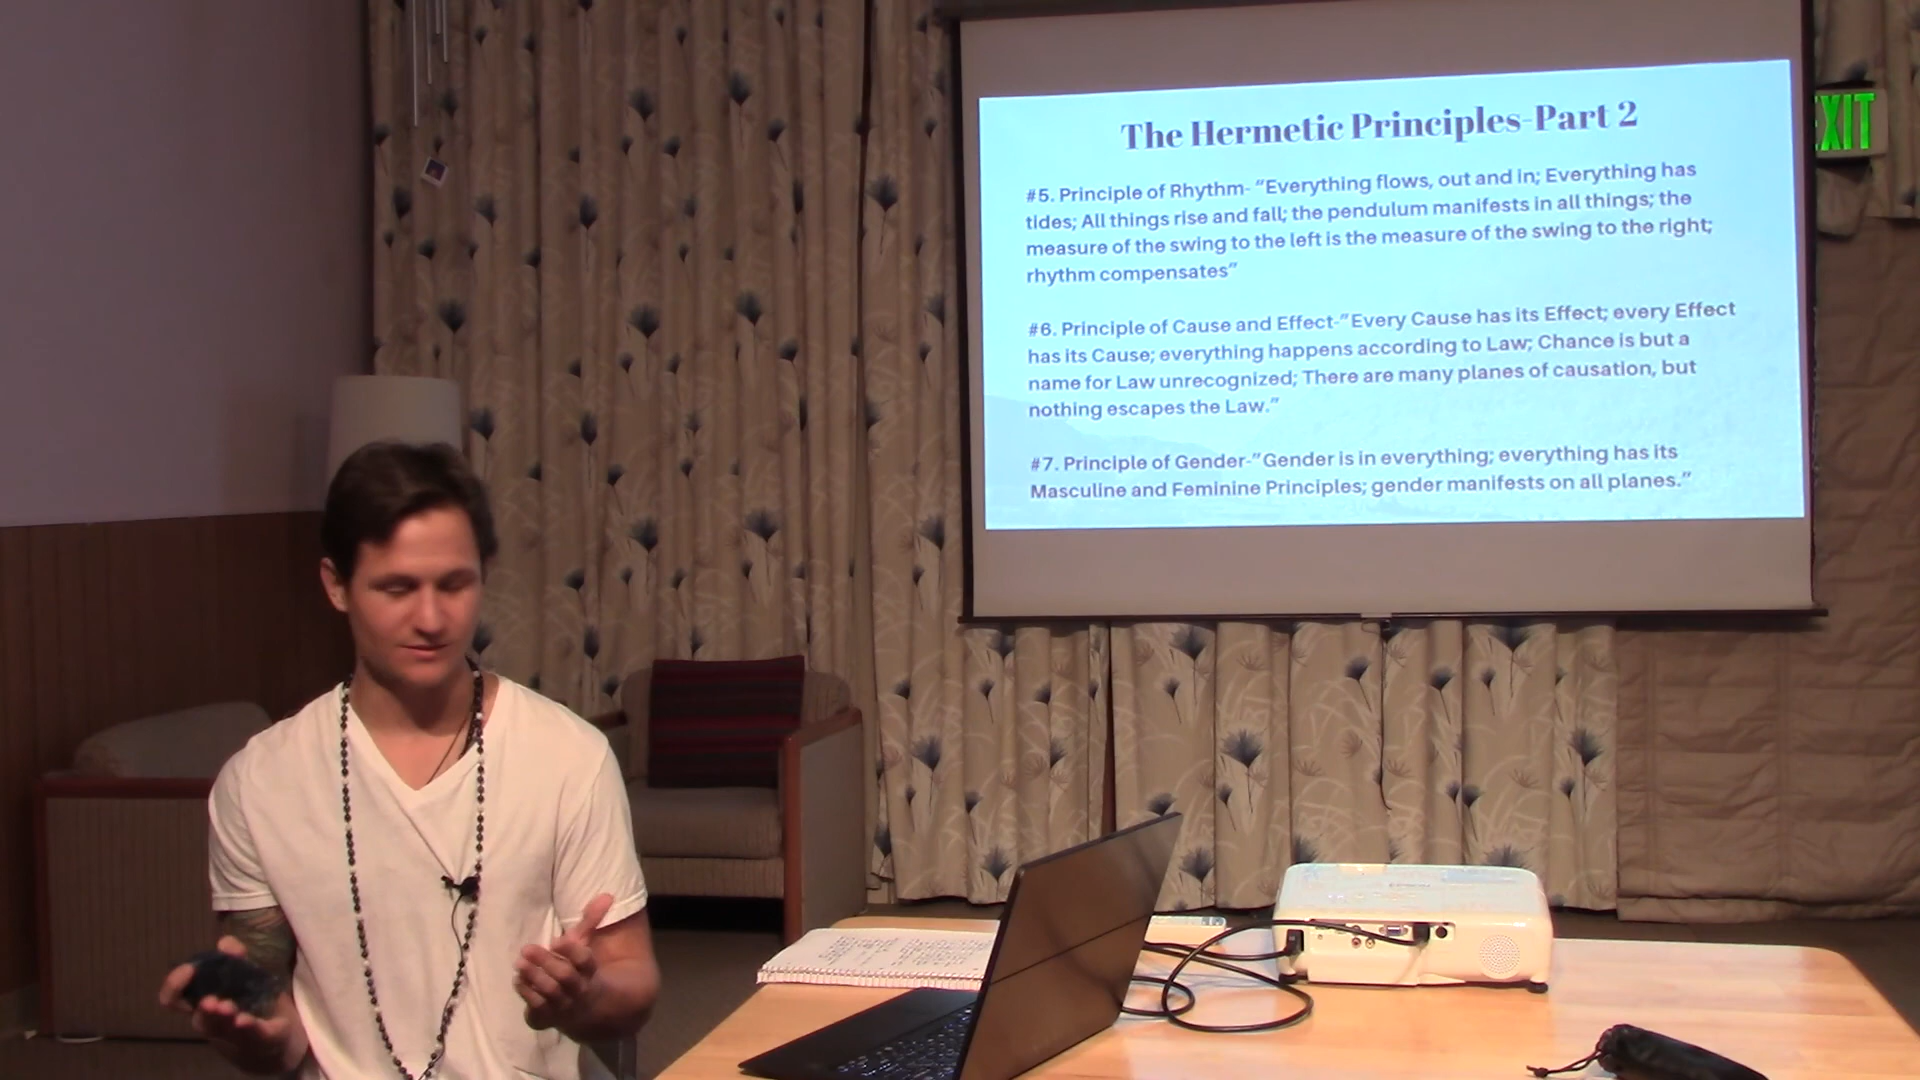 The Hermetic Principles-Part 2
#5. Principle of Rhythm- “Everything flows, out and in; Everything has
tides; All things rise and fall; the pendulum manifests in all things; the
measure of the swing to the left is the measure of the swing to the right;
rhythm compensates”
#6. Principle of Cause and Effect-”Every Cause has its Effect; every Effect
has its Cause; everything happens according to Law; Chance is but a
name for Law unrecognized; There are many planes of causation, but
nothing escapes the Law.”
#7. Principle of Gender-”Gender is in everything; everything has its
Masculine and Feminine Principles; gender manifests on all planes.”
EXIT